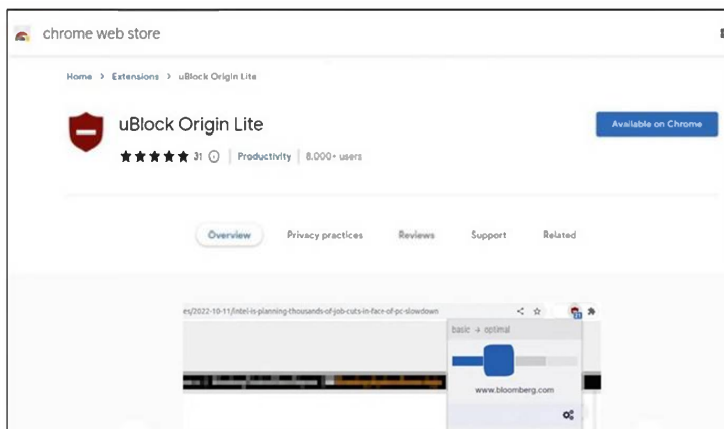 chrome web store
Home > Extensions > uBlock Origin Lite
uBlock Origin Lite
Available on Chrome
31 Productivity 8,000+ users
Overview Privacy practices Reviews Support Related
es/2022-10-11/intel-is-planning-thousands-of-job-cuts-in-face-of-pc-slowdown
21
basic → optimal
www.bloomberg.com